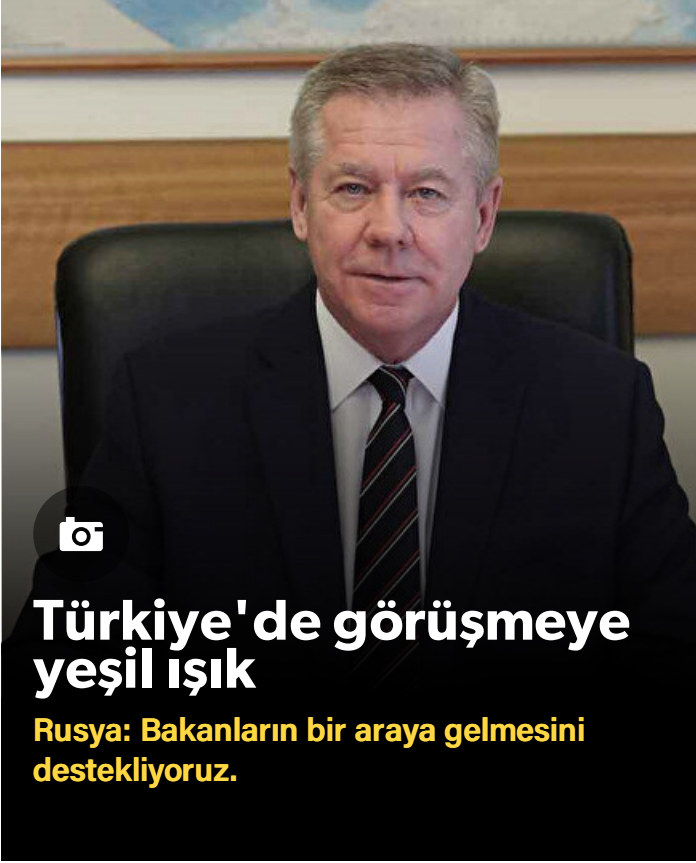 Türkiye'de görüşmeye
yeşil ışık
Rusya: Bakanların bir araya gelmesini
destekliyoruz.